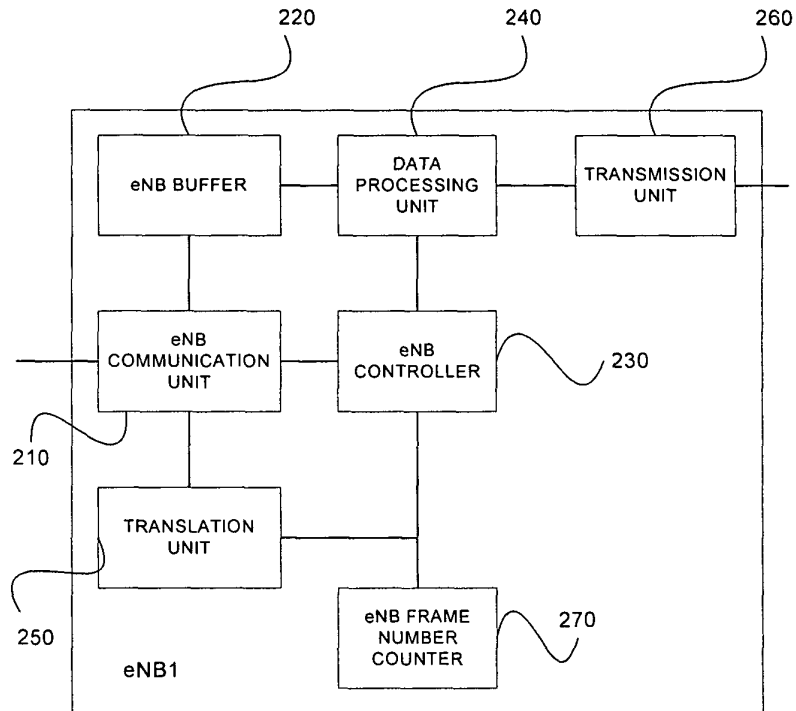 220
240
260
eNB BUFFER
DATA
PROCESSING
UNIT
TRANSMISSION
UNIT
eNB
COMMUNICATION
UNIT
eNB
CONTROLLER
230
210
TRANSLATION
UNIT
250
eNB FRAME
NUMBER
COUNTER
270
eNB1